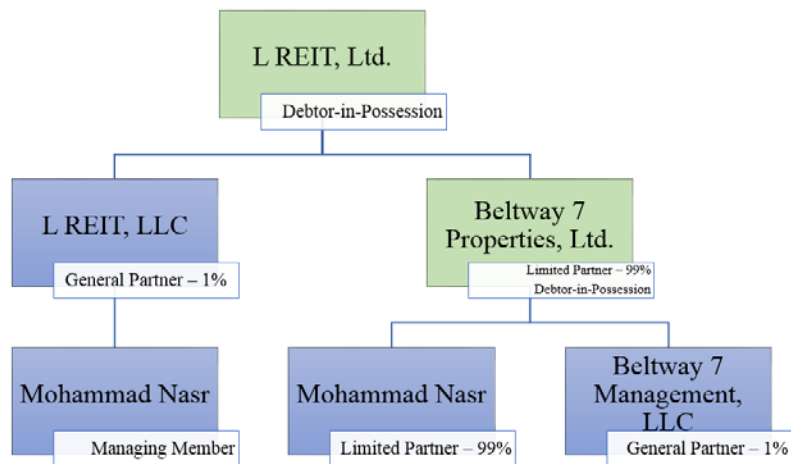 L REIT, Ltd.
Debtor-in-Possession
L REIT, LLC
General Partner – 1%
Beltway 7
Properties, Ltd.
Limited Partner – 99%
Debtor-in-Possession
Mohammad Nasr
Managing Member
Mohammad Nasr
Limited Partner – 99%
Beltway 7
Management,
LLC
General Partner – 1%